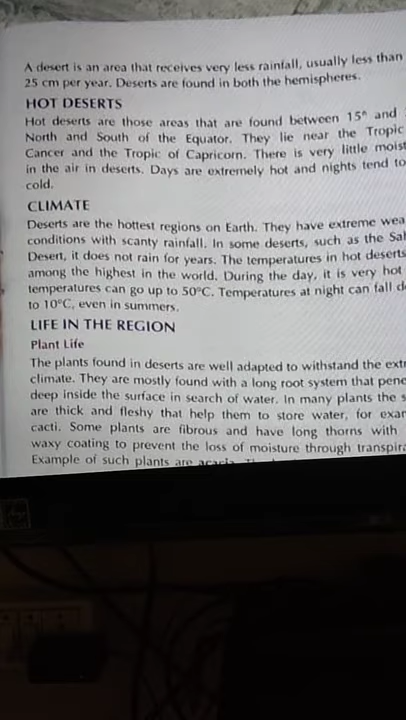 A desert is an area that receives very less rainfall, usually less than
25 cm per year. Deserts are found in both the hemispheres.
HOT DESERTS
Hot deserts are those areas that are found between 15° and
North and South of the Equator. They lie near the Tropic
Cancer and the Tropic of Capricorn. There is very little moist
in the air in deserts. Days are extremely hot and nights tend to
cold.
CLIMATE
Deserts are the hottest regions on Earth. They have extreme wea
conditions with scanty rainfall. In some deserts, such as the Sah
Desert, it does not rain for years. The temperatures in hot deserts
among the highest in the world. During the day, it is very hot
temperatures can go up to 50°C. Temperatures at night can fall d
to 10°C, even in summers.
LIFE IN THE REGION
Plant Life
The plants found in deserts are well adapted to withstand the extr
climate. They are mostly found with a long root system that pene
deep inside the surface in search of water. In many plants the s
are thick and fleshy that help them to store water, for exam
cacti. Some plants are fibrous and have long thorns with
waxy coating to prevent the loss of moisture through transpira
Example of such plants are acacia.